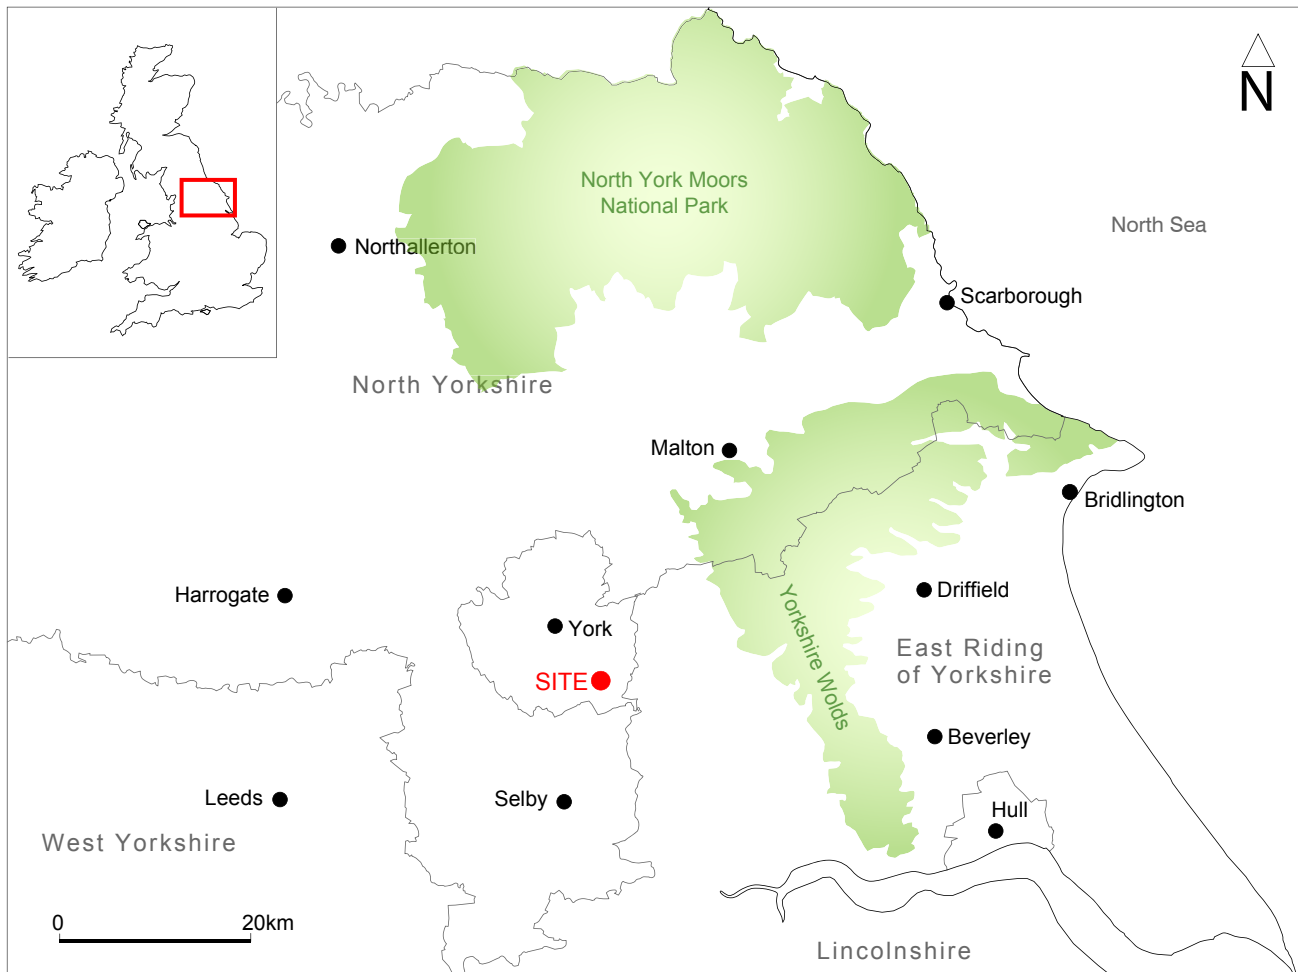 N
North York Moors
National Park
North Sea
Northallerton
Scarborough
North Yorkshire
Malton
Bridlington
Harrogate
Driffield
York
Yorkshire Wolds
East Riding
of Yorkshire
SITE
Beverley
Leeds
Selby
Hull
West Yorkshire
0
20km
Lincolnshire